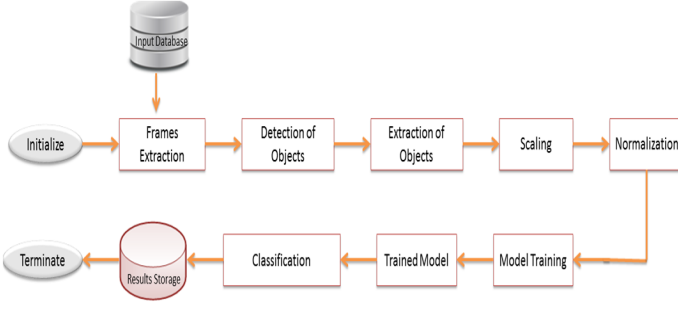 Input Database
Initialize
Frames
Extraction
Detection of
Objects
Extraction of
Objects
Scaling
Normalization
Terminate
Results Storage
Classification
Trained Model
Model Training